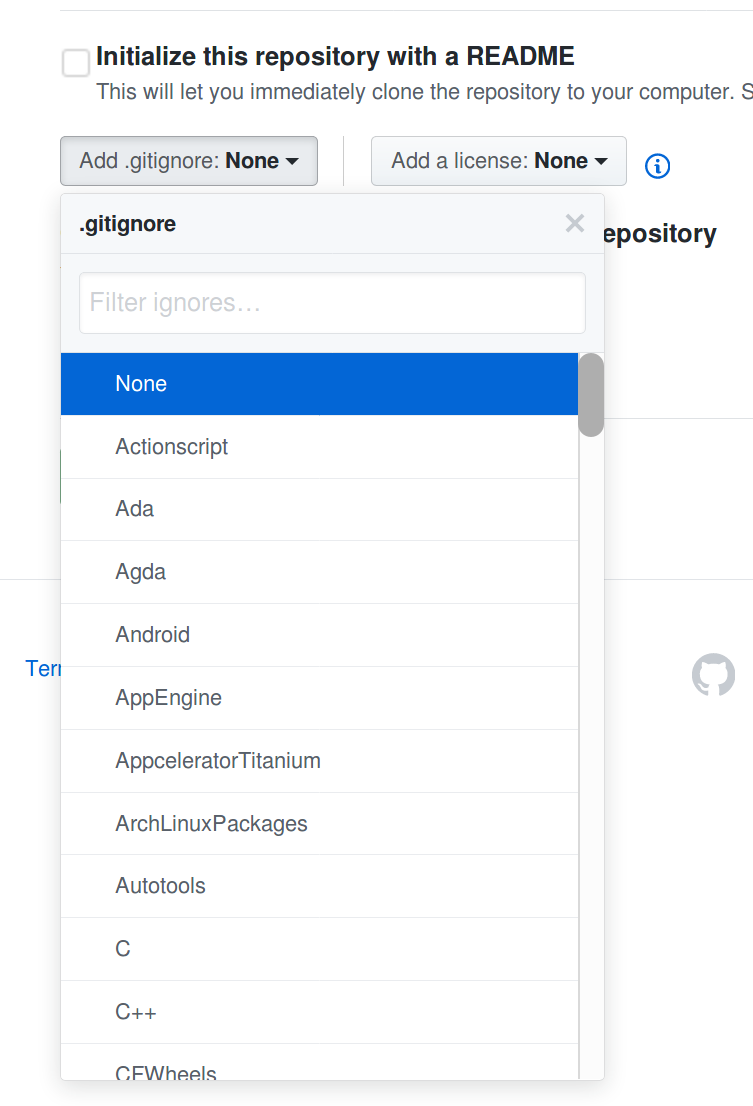 Initialize this repository with a README
This will let you immediately clone the repository to your computer.
Add .gitignore: None
Add a license: None
.gitignore
epository
Filter ignores…
None
Actionscript
Ada
Agda
Android
AppEngine
AppceleratorTitanium
ArchLinuxPackages
Autotools
C
C++
CFWheels